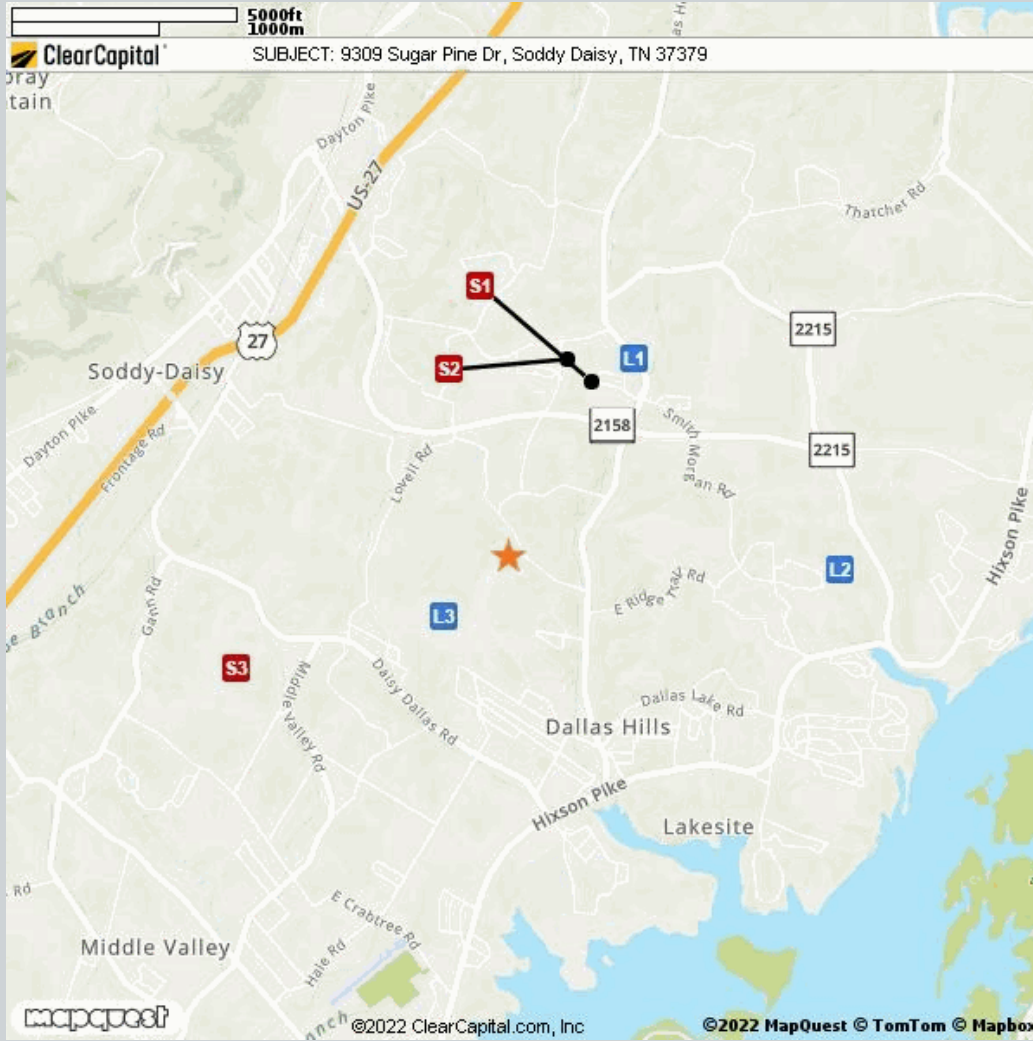 5000ft
1000m
ClearCapital
SUBJECT: 9309 Sugar Pine Dr, Soddy Daisy, TN 37379
tain
Dayton Pike
US-27
Thatcher Rd
S1
2215
27
L1
S2
Soddy-Daisy
2158
Smith Morgan Rd
2215
Dayton Pike
Frontage Rd
Lovell Rd
Hixson Pike
L2
E Ridge Trail Rd
Gann Rd
Branch
L3
S3
Middle Valley Rd
Daisy Dallas Rd
Dallas Lake Rd
Dallas Hills
Hixson Pike
Lakesite
Rd
E Crabtree Rd
Middle Valley
Hale Rd
mapquest
©2022 ClearCapital.com, Inc
©2022 MapQuest © TomTom © Mapbox